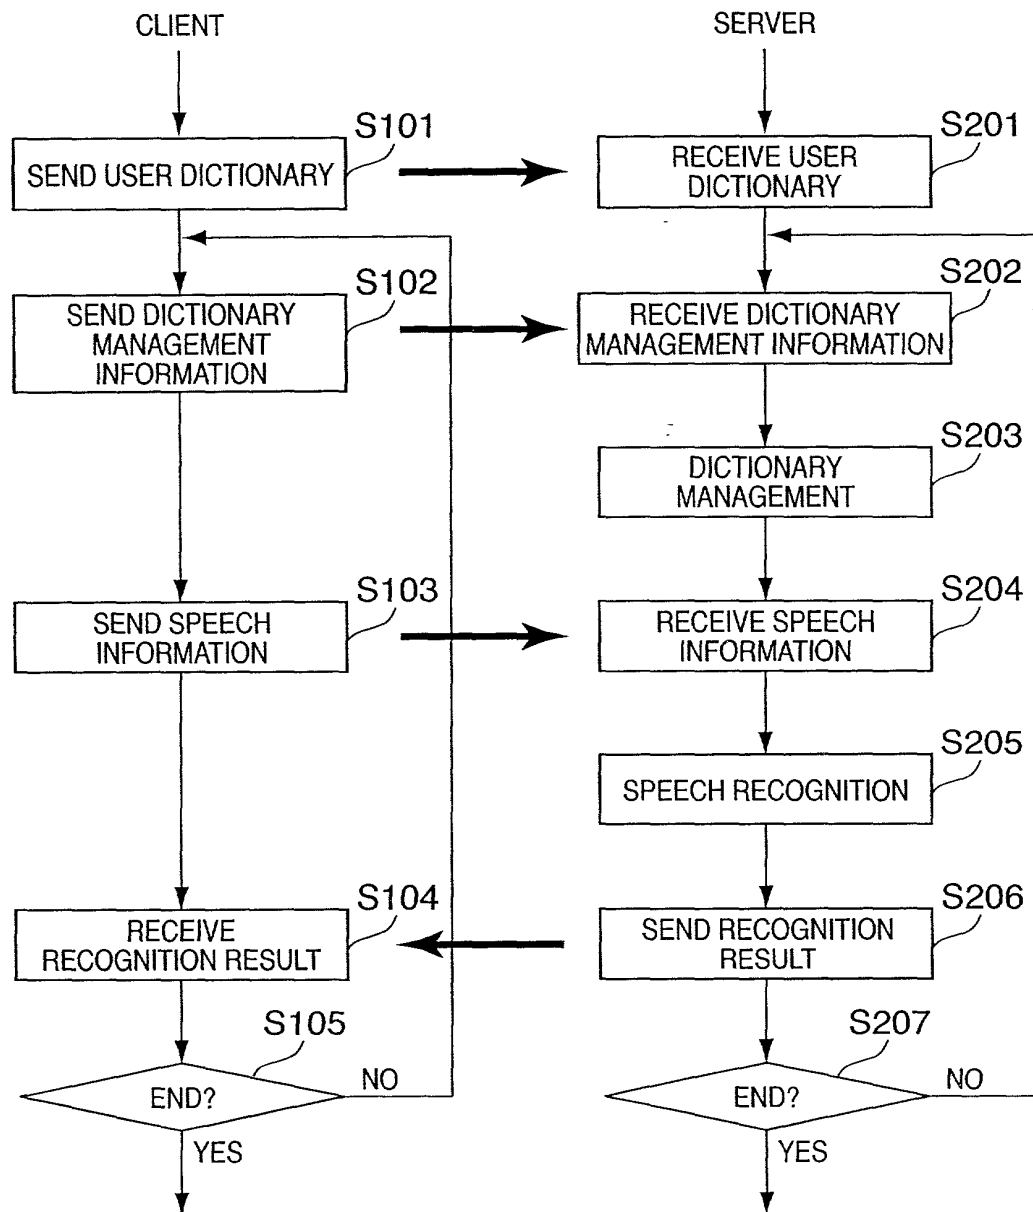 CLIENT
SERVER
S101
SEND USER DICTIONARY
S201
RECEIVE USER
DICTIONARY
S102
SEND DICTIONARY
MANAGEMENT
INFORMATION
S202
RECEIVE DICTIONARY
MANAGEMENT INFORMATION
S203
DICTIONARY
MANAGEMENT
S103
SEND SPEECH
INFORMATION
S204
RECEIVE SPEECH
INFORMATION
S205
SPEECH RECOGNITION
S104
RECEIVE
RECOGNITION RESULT
S206
SEND RECOGNITION
RESULT
S105
END?
NO
YES
S207
END?
NO
YES